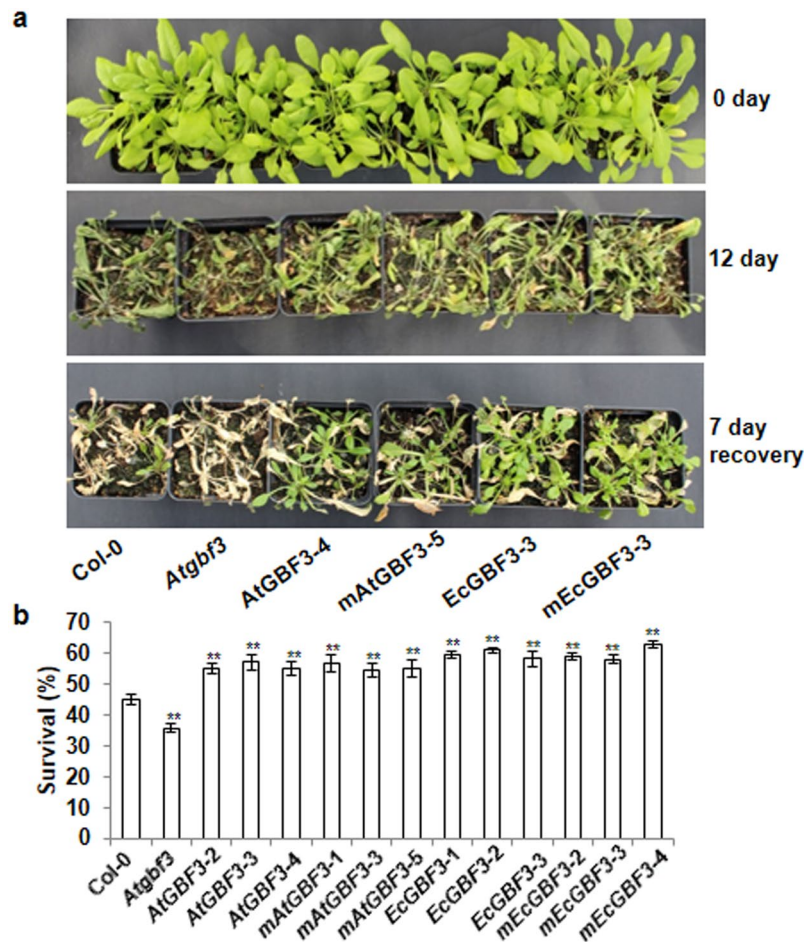 a
0 day
12 day
7 day
recovery
Col-0
Atgbf3
AtGBF3-4
mAtGBF3-5
EcGBF3-3
mEcGBF3-3
b
Survival (%)
70
60
50
40
30
20
10
0
**
**
**
**
**
**
**
**
**
**
**
**
**
Col-0
Atgbf3
AtGBF3-2
AtGBF3-3
AtGBF3-4
mAtGBF3-1
mAtGBF3-3
mAtGBF3-5
EcGBF3-1
EcGBF3-2
EcGBF3-3
mEcGBF3-2
mEcGBF3-3
mEcGBF3-4